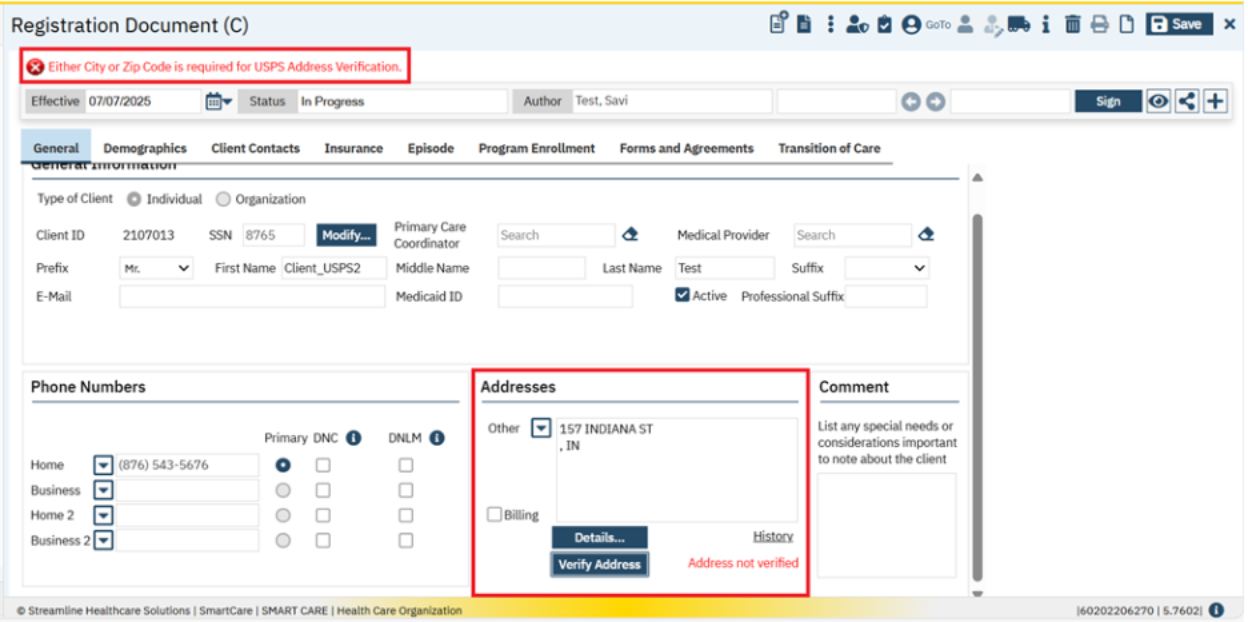 Registration Document (C)
GoTo
Save
Either City or Zip Code is required for USPS Address Verification.
Effective 07/07/2025 Status In Progress Author Test, Savi Sign
General Demographics Client Contacts Insurance Episode Program Enrollment Forms and Agreements Transition of Care
General Information
Type of Client Individual Organization
Client ID 2107013 SSN 8765 Modify... Primary Care Coordinator Search Medical Provider Search
Prefix Mr. First Name Client_USPS2 Middle Name Last Name Test Suffix
E-Mail Medicaid ID Active Professional Suffix
Phone Numbers
Primary DNC DNLM
Home (876) 543-5676
Business
Home 2
Business 2
Addresses
Other 157 INDIANA ST
, IN
Billing
Details... History
Verify Address Address not verified
Comment
List any special needs or
considerations important
to note about the client
© Streamline Healthcare Solutions | SmartCare | SMART CARE | Health Care Organization |60202206270 | 5.7602|